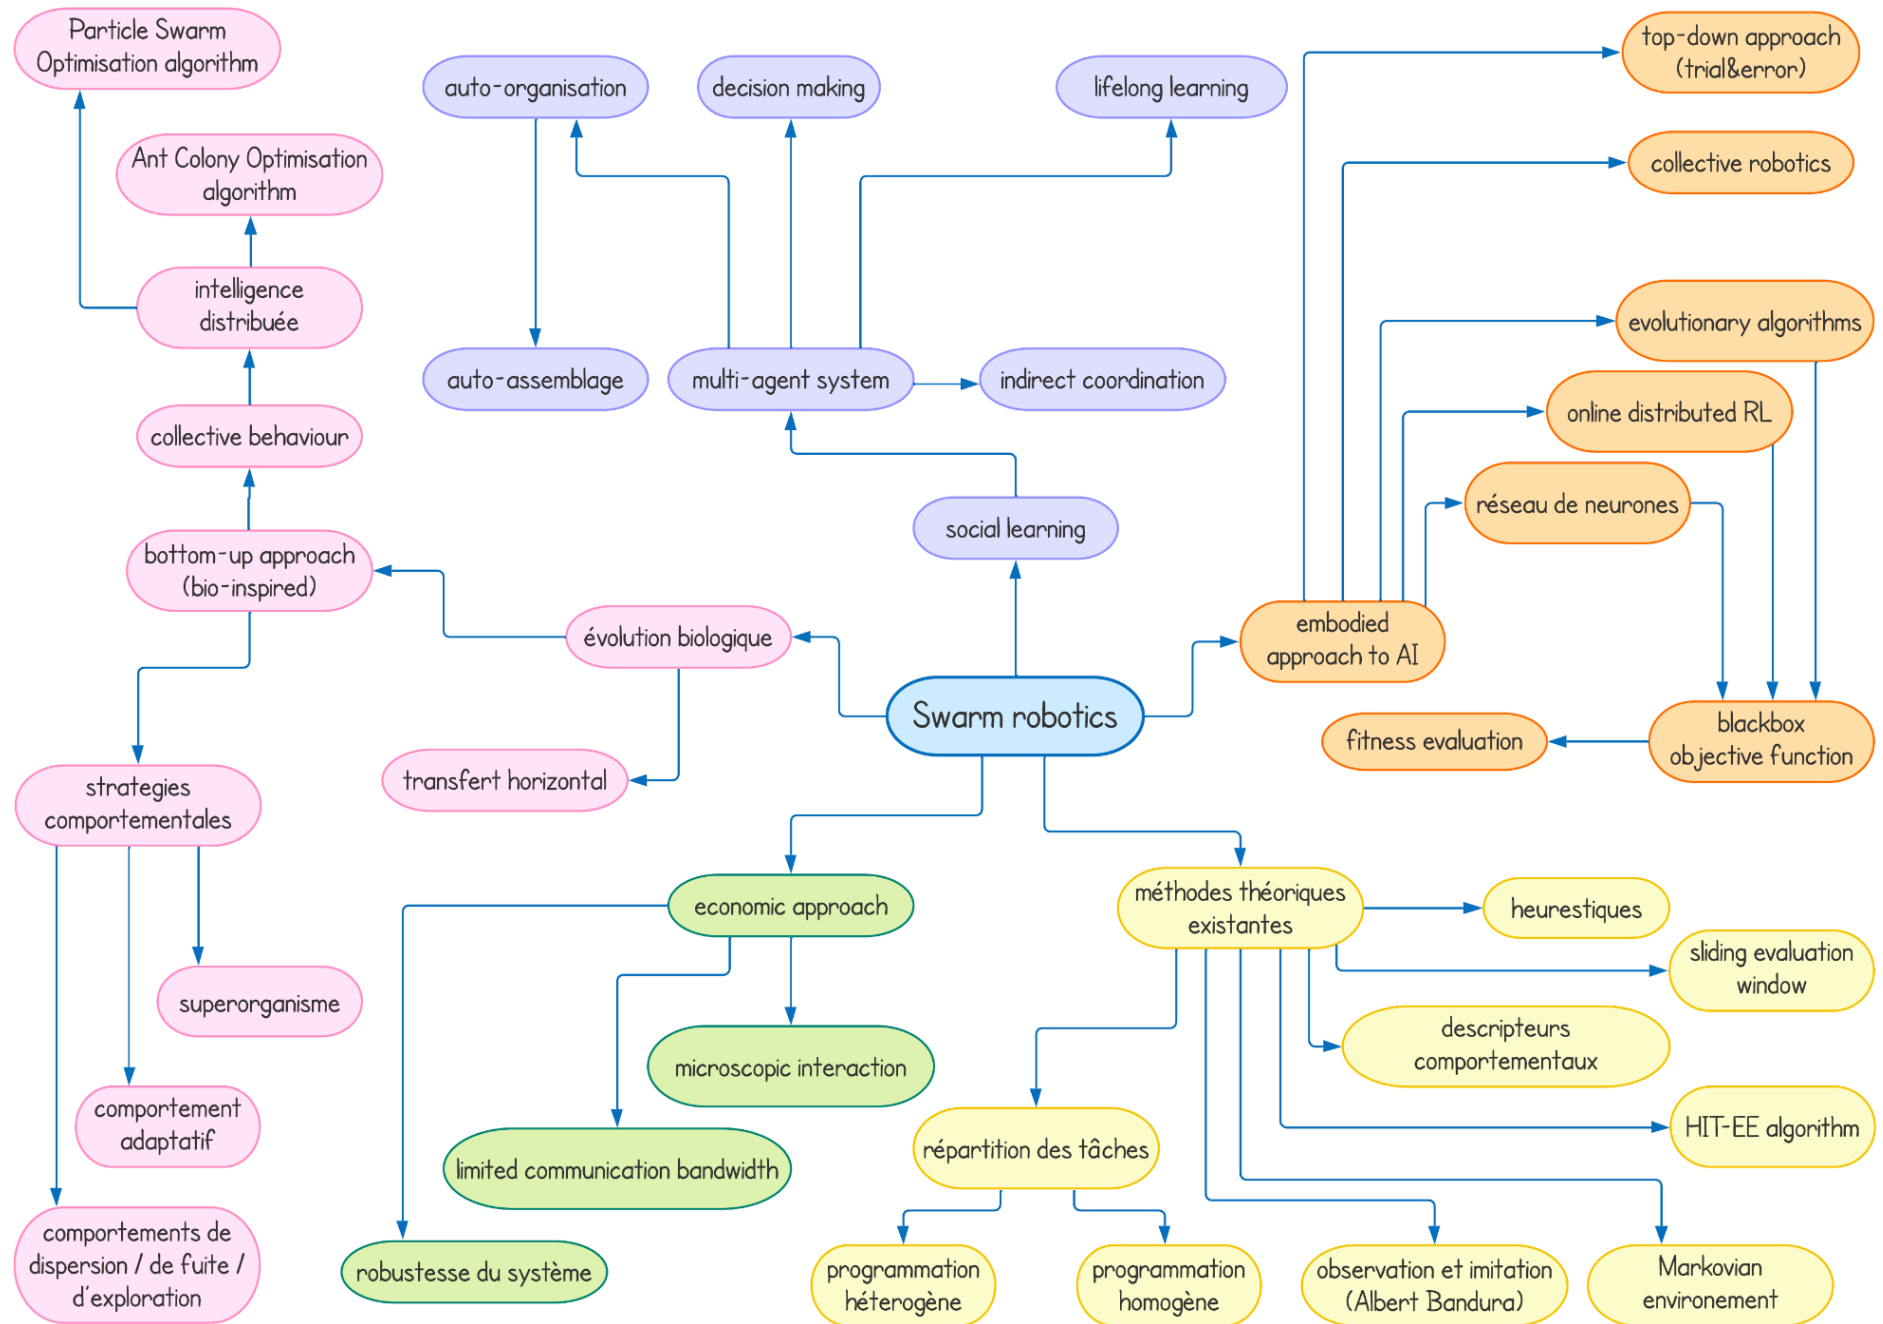 Particle Swarm
Optimisation algorithm
top-down approach
(trial&error)
auto-organisation
decision making
lifelong learning
Ant Colony Optimisation
algorithm
collective robotics
intelligence
distribuée
evolutionary algorithms
auto-assemblage
multi-agent system
indirect coordination
online distributed RL
collective behaviour
réseau de neurones
social learning
bottom-up approach
(bio-inspired)
évolution biologique
embodied
approach to AI
Swarm robotics
fitness evaluation
blackbox
objective function
transfert horizontal
strategies
comportementales
economic approach
méthodes théoriques
existantes
heurestiques
sliding evaluation
window
superorganisme
descripteurs
comportementaux
microscopic interaction
comportement
adaptatif
HIT-EE algorithm
répartition des tâches
limited communication bandwidth
comportements de
dispersion / de fuite /
d'exploration
robustesse du système
programmation
hétérogène
programmation
homogène
observation et imitation
(Albert Bandura)
Markovian
environement